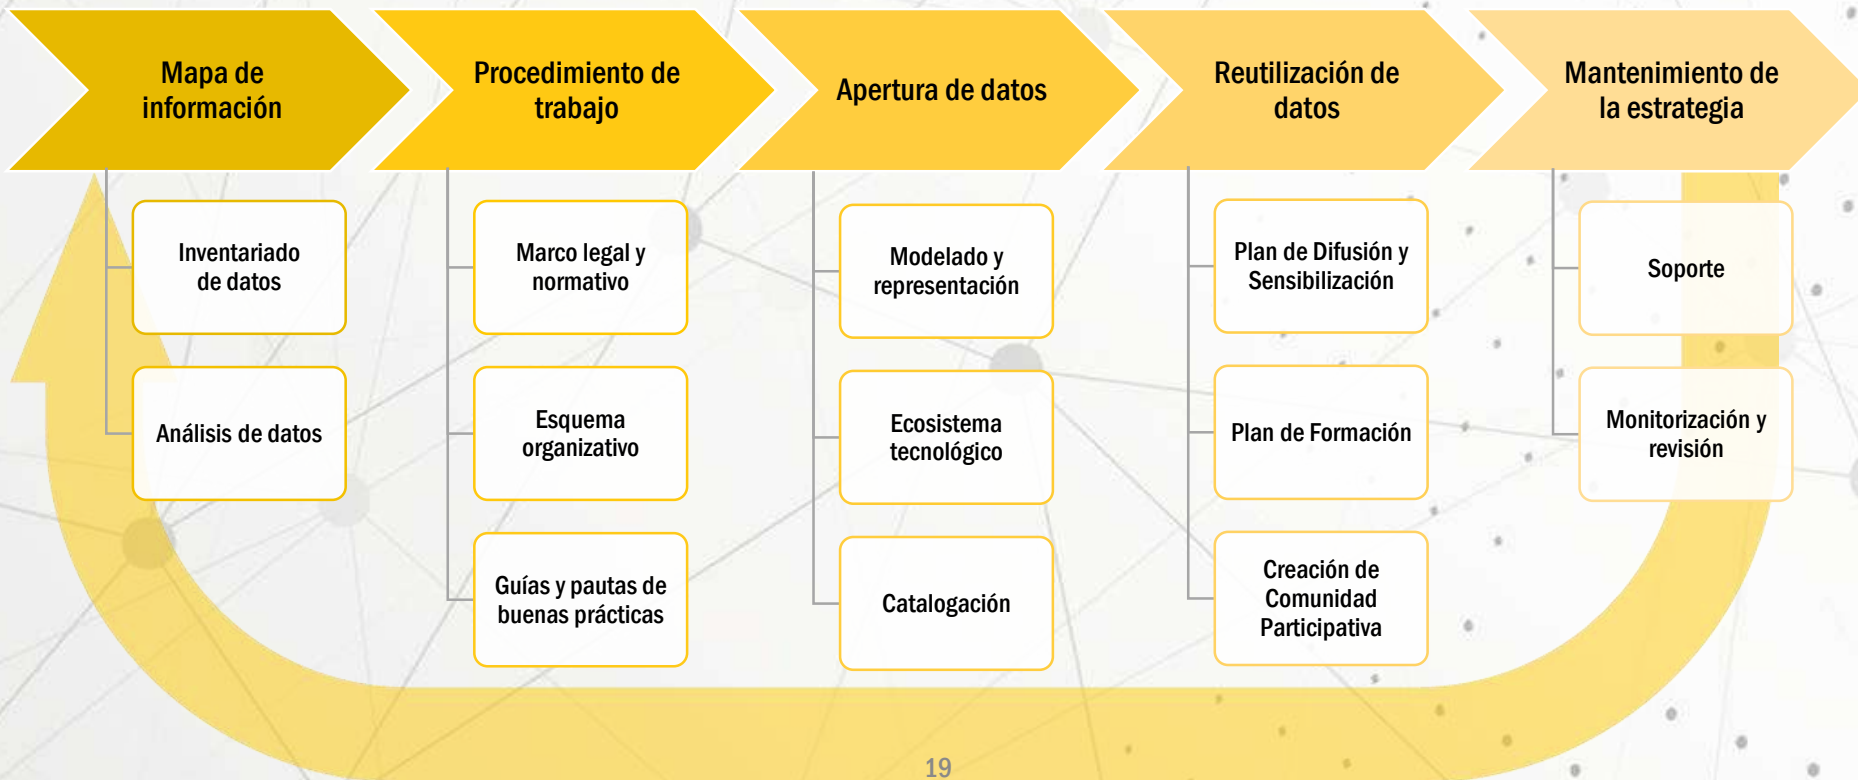 Mapa de
información
Procedimiento de
trabajo
Apertura de datos
Reutilización de
datos
Mantenimiento de
la estrategia
Inventariado
de datos
Análisis de datos
Marco legal y
normativo
Esquema
organizativo
Guías y pautas de
buenas prácticas
Modelado y
representación
Ecosistema
tecnológico
Catalogación
Plan de Difusión y
Sensibilización
Plan de Formación
Creación de
Comunidad
Participativa
Soporte
Monitorización y
revisión
19